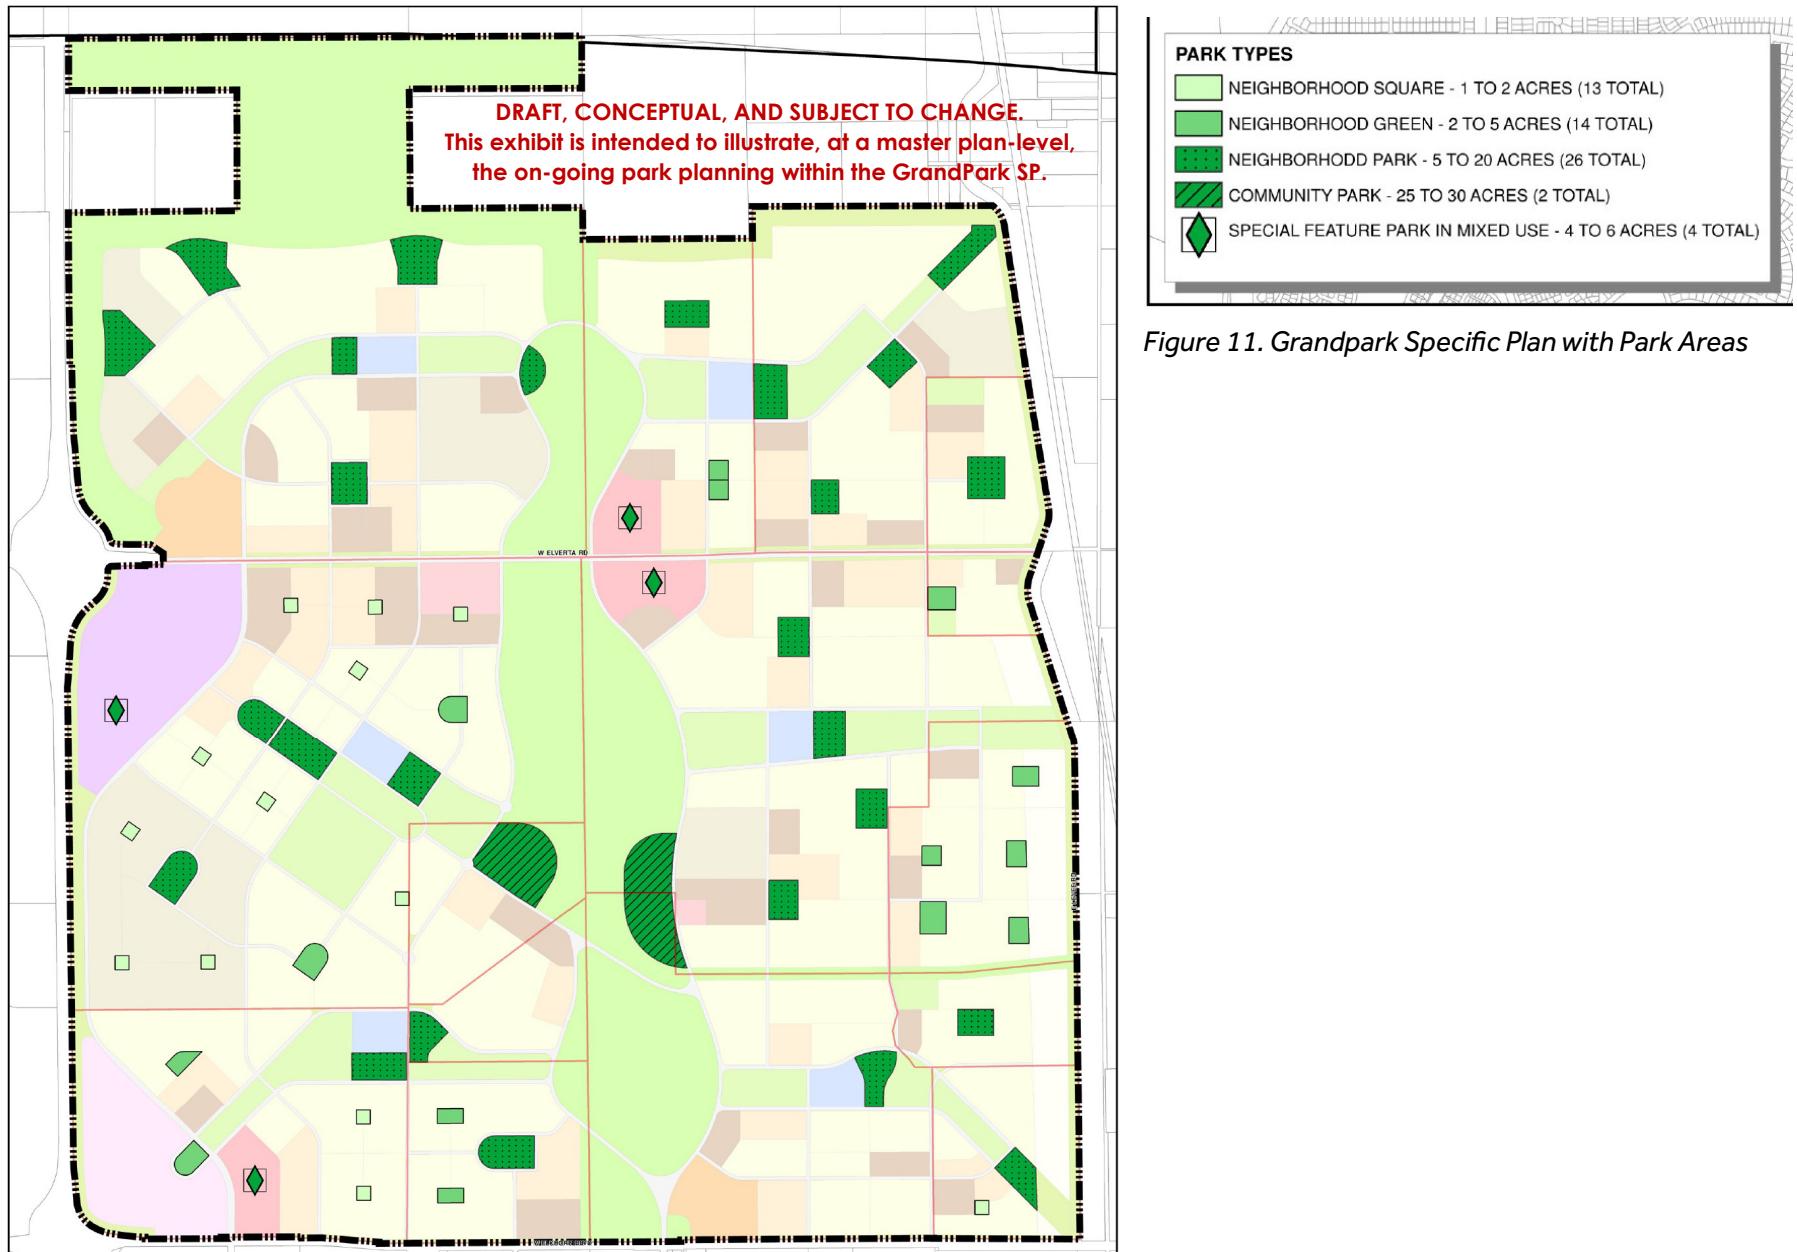 DRAFT, CONCEPTUAL, AND SUBJECT TO CHANGE.
This exhibit is intended to illustrate, at a master plan-level,
the on-going park planning within the GrandPark SP.
W ELVERTA RD
PARK TYPES
NEIGHBORHOOD SQUARE - 1 TO 2 ACRES (13 TOTAL)
NEIGHBORHOOD GREEN - 2 TO 5 ACRES (14 TOTAL)
NEIGHBORHODD PARK - 5 TO 20 ACRES (26 TOTAL)
COMMUNITY PARK - 25 TO 30 ACRES (2 TOTAL)
SPECIAL FEATURE PARK IN MIXED USE - 4 TO 6 ACRES (4 TOTAL)
Figure 11. Grandpark Specific Plan with Park Areas